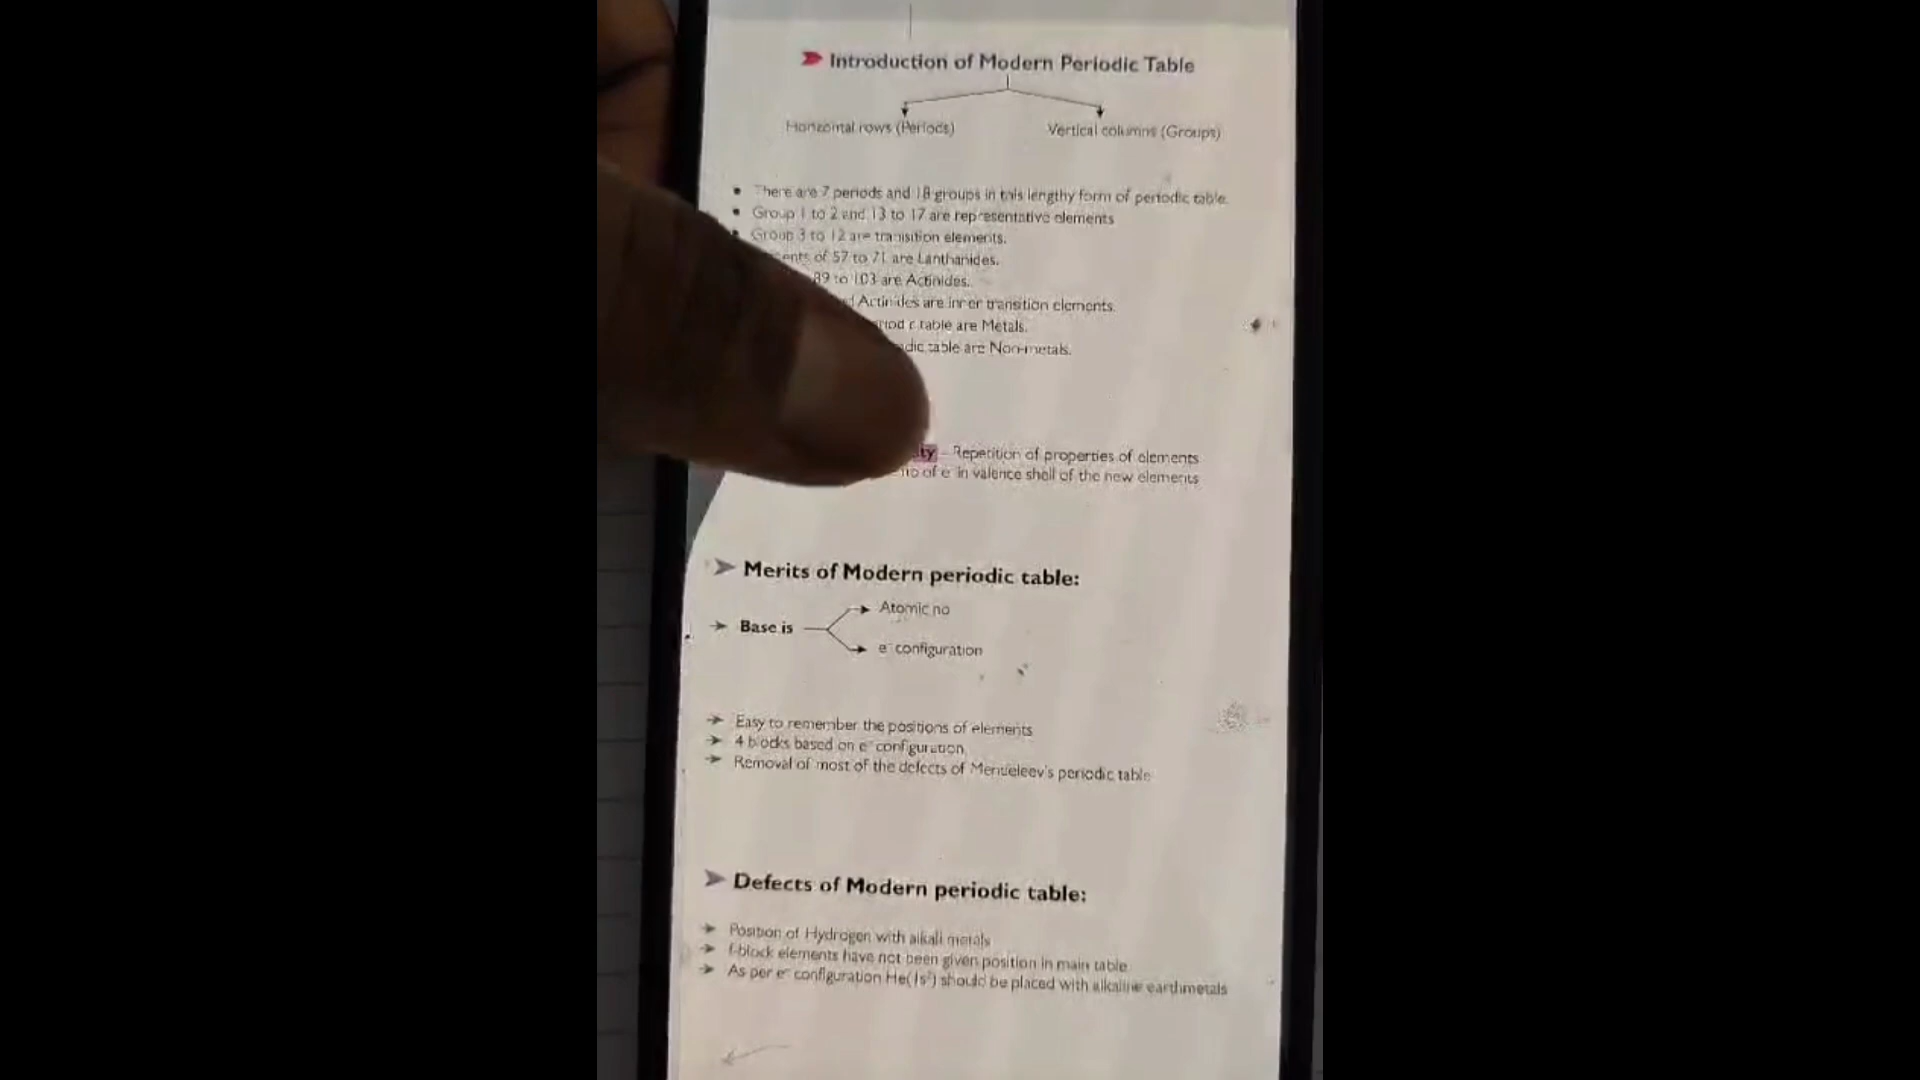 Introduction of Modern Periodic Table
Horizontal rows (Periods)
Vertical columns (Groups)
There are 7 periods and 18 groups in this lengthy form of periodic table.
Group 1 to 2 and 13 to 17 are representative elements
Group 3 to 12 are transition elements.
of 57 to 71 are Lanthanides.
89 to 103 are Actinides.
Actinides are inner transition elements.
table are Metals.
table are Non-metals.
– Repetition of properties of elements
no of e⁻ in valence shell of the new elements
Merits of Modern periodic table:
Base is
Atomic no
e⁻ configuration
Easy to remember the positions of elements
4 blocks based on e⁻ configuration.
Removal of most of the defects of Mendeleev's periodic table
Defects of Modern periodic table:
Position of Hydrogen with alkali metals
f-block elements have not been given position in main table.
As per e⁻ configuration He(1s²) should be placed with alkaline earthmetals